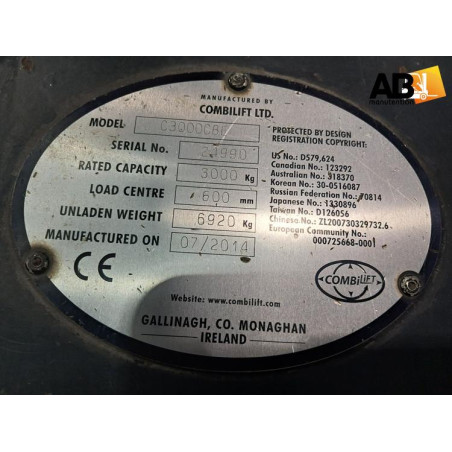 AB
manutention
MANUFACTURED BY
COMBILIFT LTD.
MODEL
PROTECTED BY DESIGN
REGISTRATION COPYRIGHT:
SERIAL No.
RATED CAPACITY 3000 Kg
LOAD CENTRE 600 mm
UNLADEN WEIGHT 6920 Kg
MANUFACTURED ON 07/2014
US No.: D579,624
Canadian No.: 123292
Australian No.: 318370
Korean No.: 30-0516087
Russian Federation No.: 70814
Japanese No.: 1330896
Taiwan No.: D126056
Chinese No.: ZL200730329732.6
European Community No.:
000725668-0001
CE
COMBiLIFT
Website: www.combilift.com
GALLINAGH, CO. MONAGHAN
IRELAND